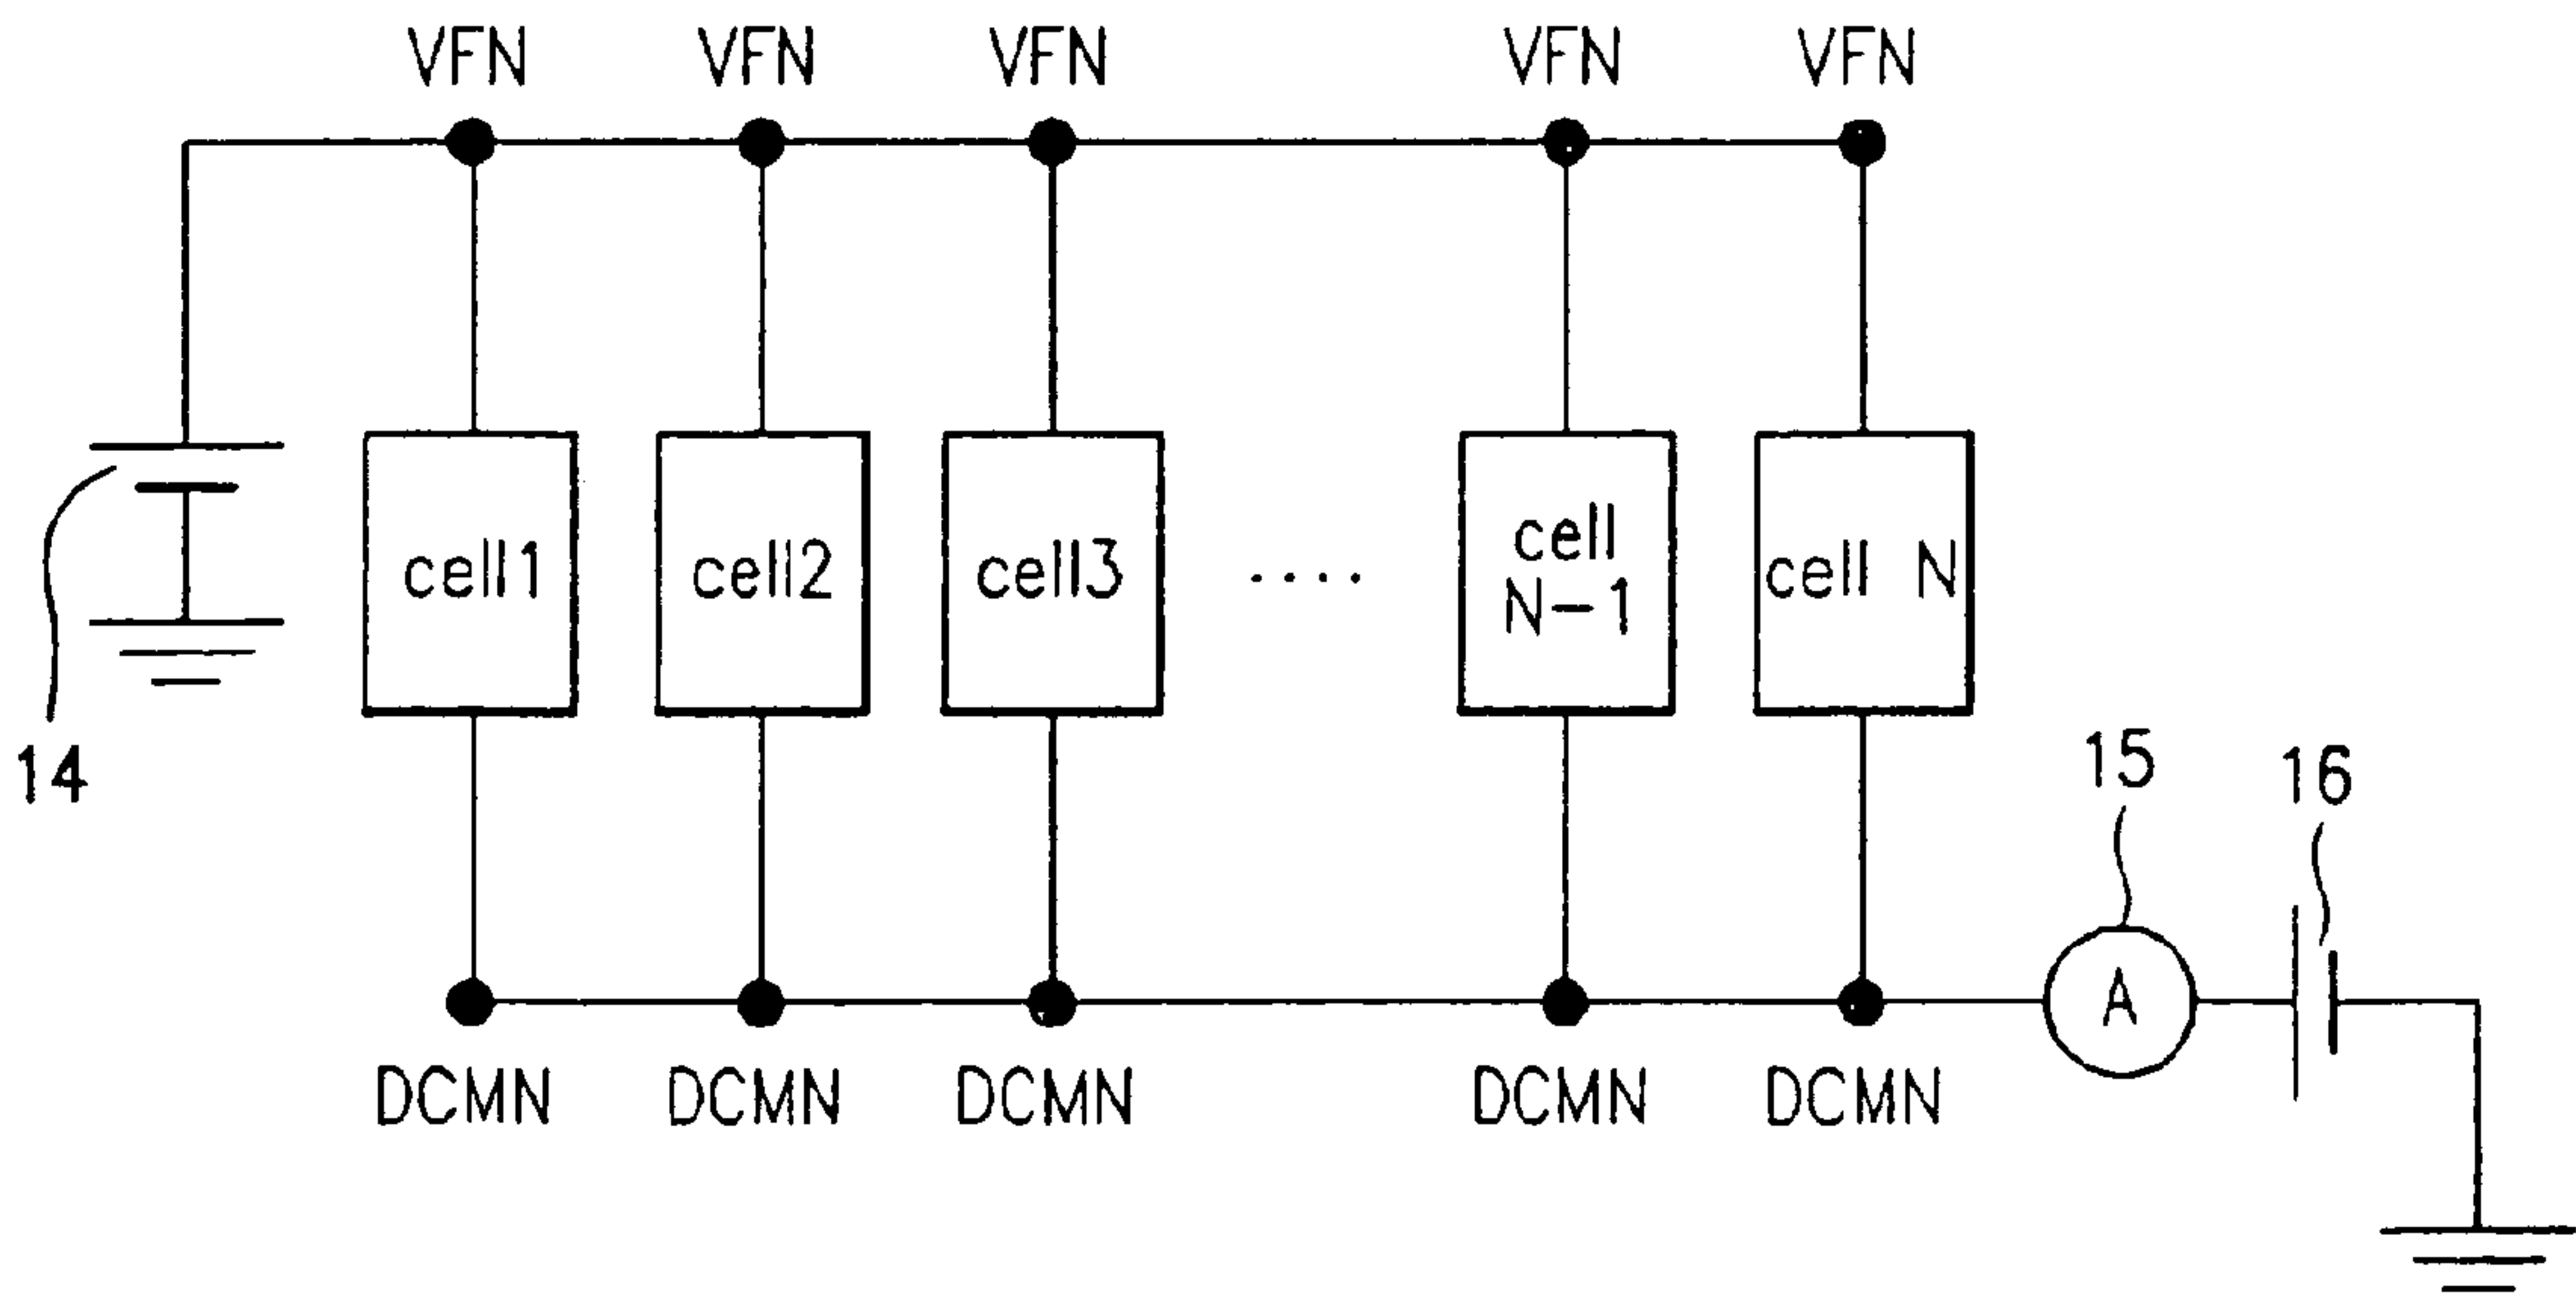 VFN VFN VFN VFN VFN
cell1 cell2 cell3 .... cell N-1 cell N
14
15
16
A
DCMN DCMN DCMN DCMN DCMN